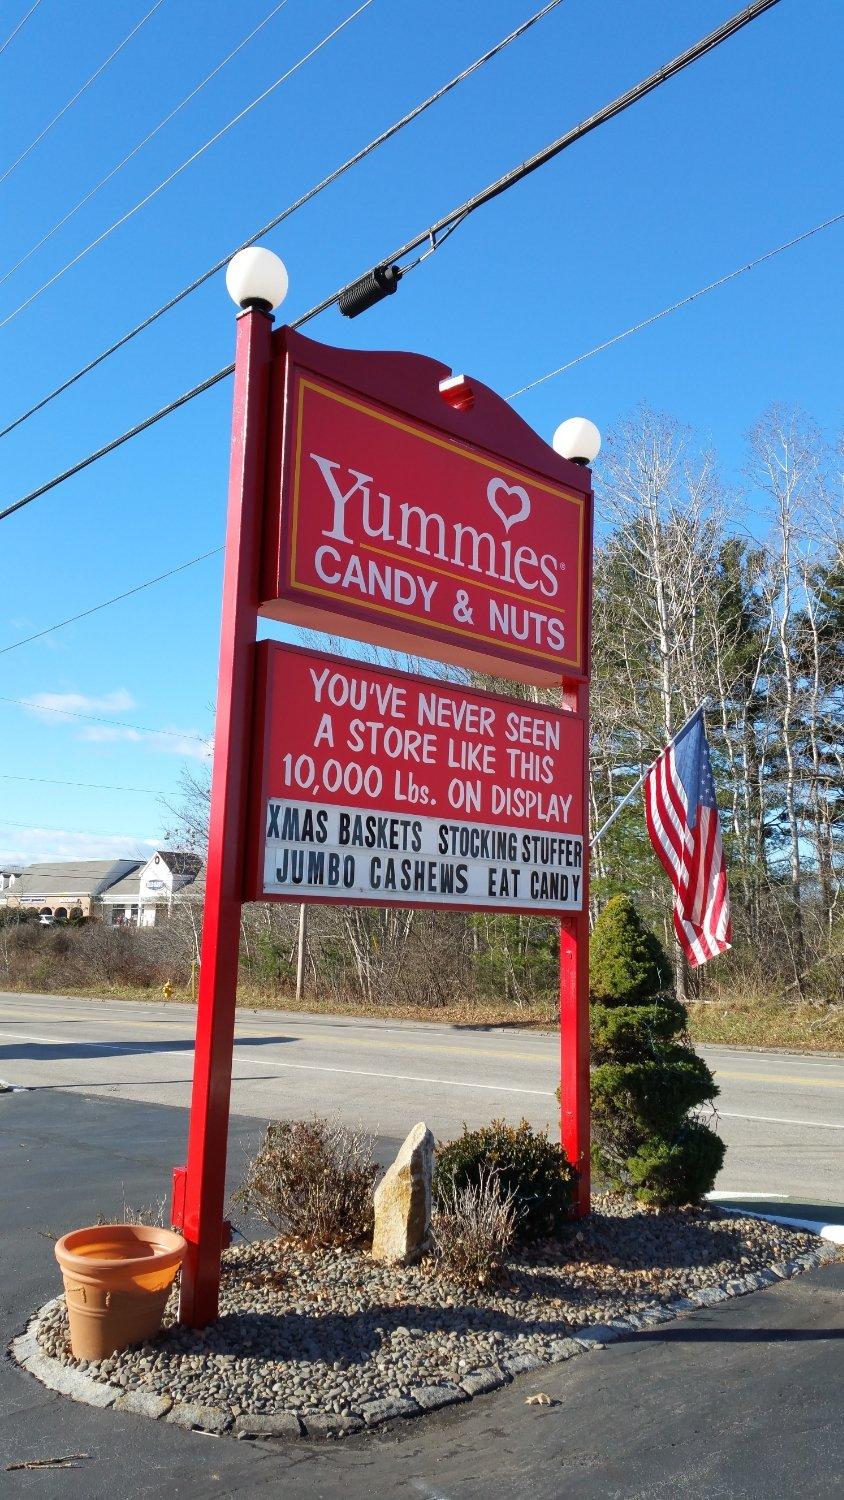 Yummies®
CANDY & NUTS
YOU'VE NEVER SEEN
A STORE LIKE THIS
10,000 Lbs. ON DISPLAY
XMAS BASKETS STOCKING STUFFER
JUMBO CASHEWS EAT CANDY